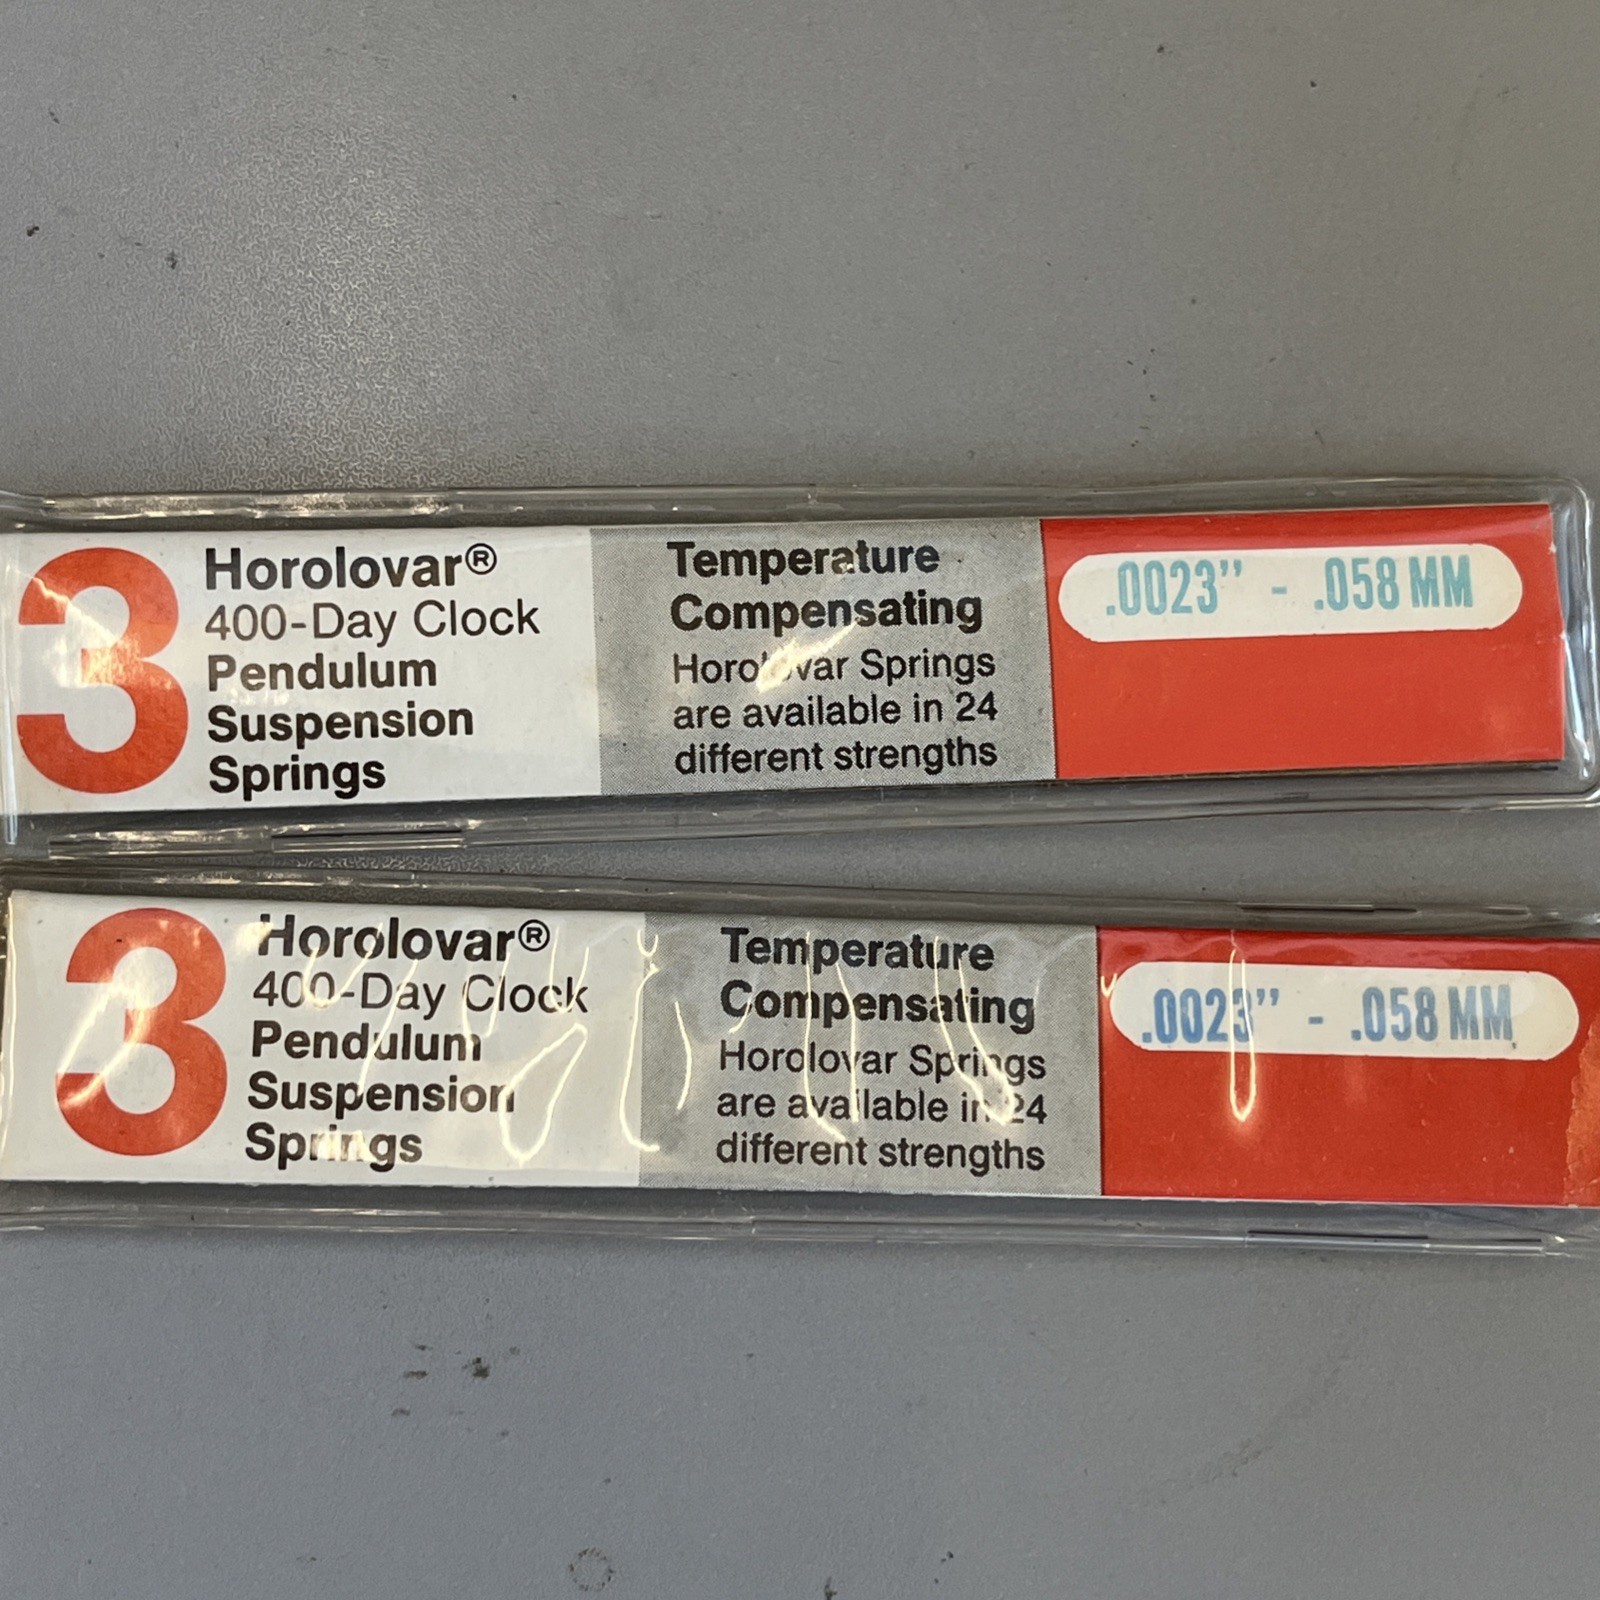 3
Horolovar®
400-Day Clock
Pendulum
Suspension
Springs
Temperature
Compensating
Horolovar Springs
are available in 24
different strengths
.0023” - .058 MM
3
Horolovar®
400-Day Clock
Pendulum
Suspension
Springs
Temperature
Compensating
Horolovar Springs
are available in 24
different strengths
.0023” - .058 MM